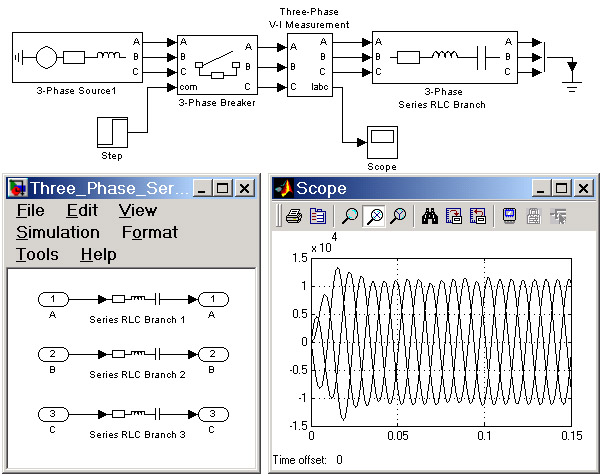 Three-Phase
V-I Measurement
A A A A A A
B B B B B B
C C C C C C
com Iabc
3-Phase Source1
3-Phase Breaker
3-Phase
Series RLC Branch
Step
Scope
Three_Phase_Ser...
File Edit View
Simulation Format
Tools Help
1 1
A A
Series RLC Branch 1
2 2
B B
Series RLC Branch 2
3 3
C C
Series RLC Branch 3
Scope
x 10 4
1.5
1
0.5
0
-0.5
-1
-1.5
0 0.05 0.1 0.15
Time offset: 0